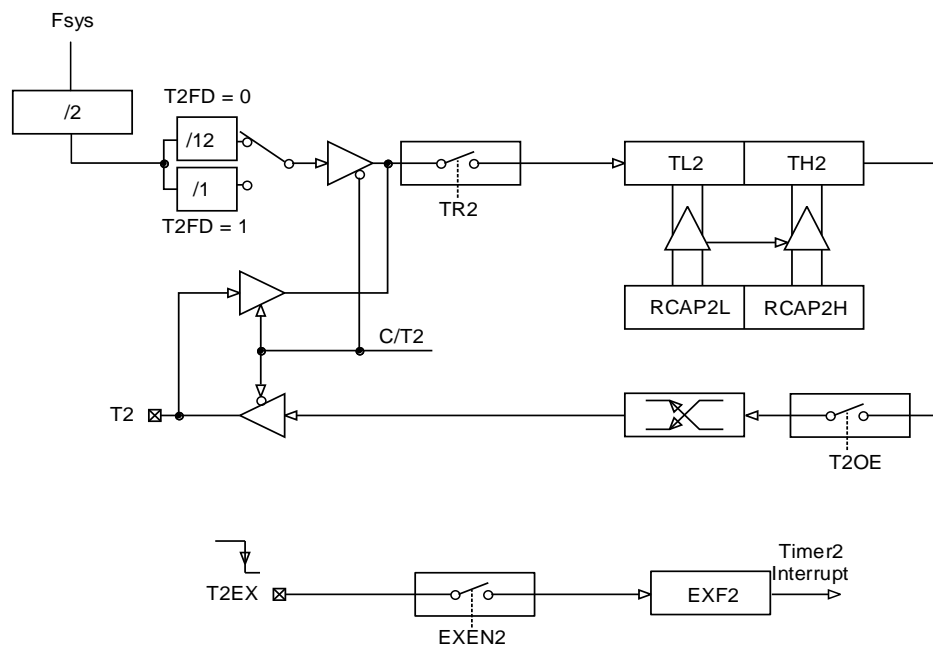 Fsys
/2
T2FD = 0
/12
/1
T2FD = 1
TR2
TL2
TH2
RCAP2L
RCAP2H
C/T2
T2
T2OE
T2EX
EXEN2
EXF2
Timer2
Interrupt